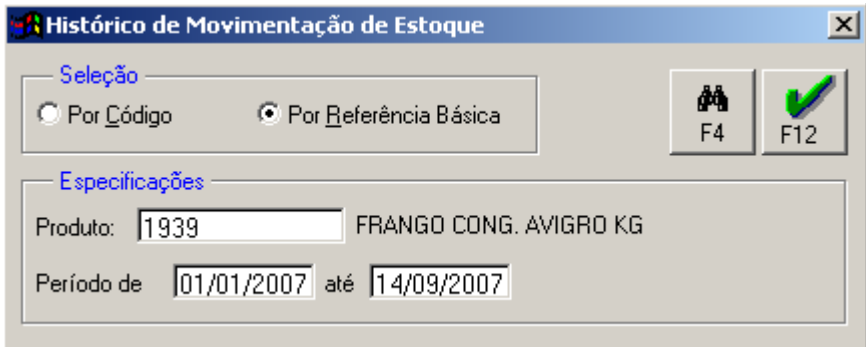 Histórico de Movimentação de Estoque
Seleção
Por Código
Por Referência Básica
F4
F12
Especificações
Produto: 1939 FRANGO CONG. AVIGRO KG
Período de 01/01/2007 até 14/09/2007